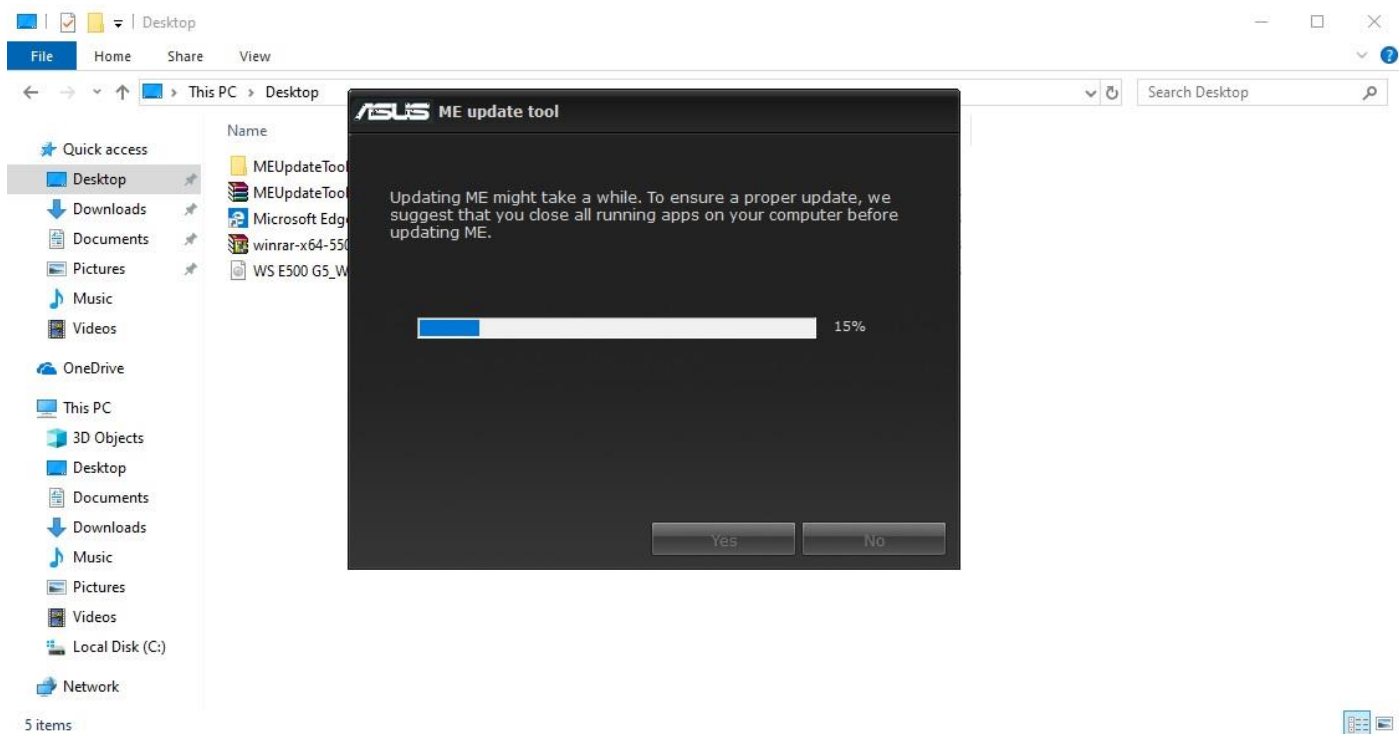 Desktop
File Home Share View
This PC > Desktop
Search Desktop
ASUS ME update tool
Name
Quick access
Desktop
Downloads
Documents
Pictures
Music
Videos
OneDrive
This PC
3D Objects
Desktop
Documents
Downloads
Music
Pictures
Videos
Local Disk (C:)
Network
MEUpdateTool
MEUpdateTool
Microsoft Edge
winrar-x64-550
WS E500 G5_W
Updating ME might take a while. To ensure a proper update, we
suggest that you close all running apps on your computer before
updating ME.
15%
Yes No
5 items